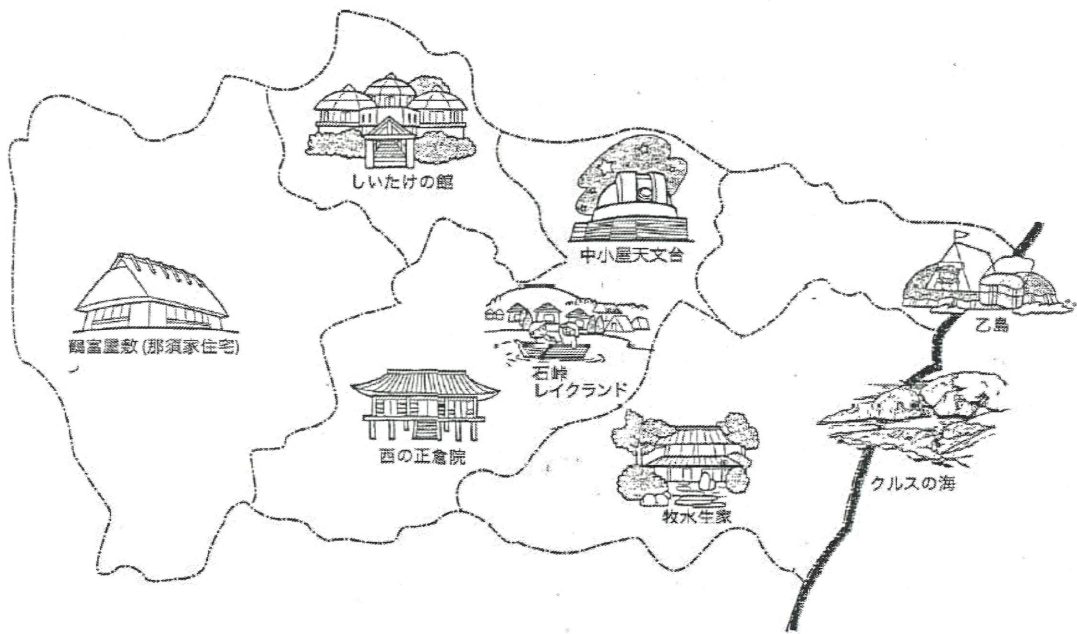 しいたけの館
中小屋天文台
乙島
鶴富屋敷(那須家住宅)
石峠
レイクランド
西の正倉院
牧水生家
クルスの海